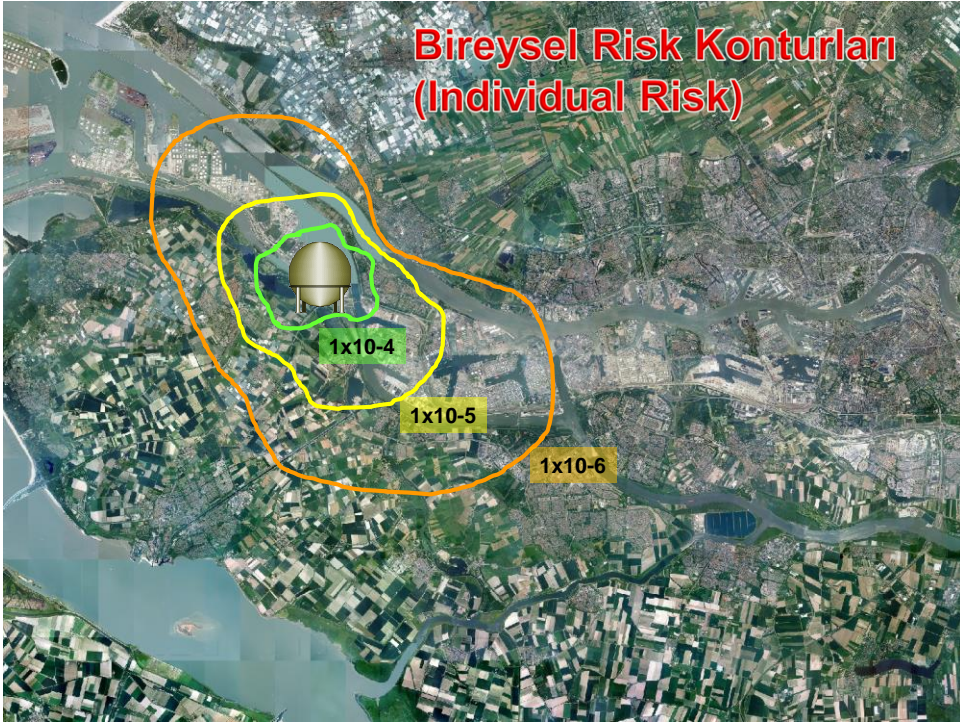 Bireysel Risk Konturları
(Individual Risk)
1x10-4
1x10-5
1x10-6